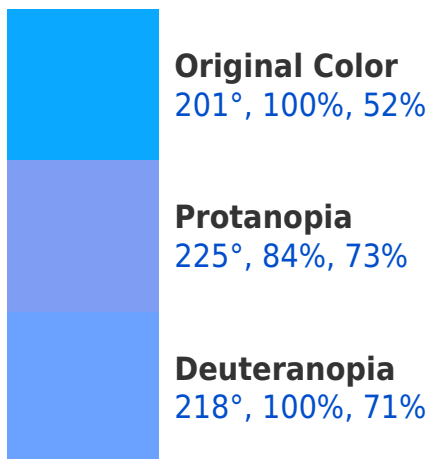 Original Color
201°, 100%, 52%
Protanopia
225°, 84%, 73%
Deuteranopia
218°, 100%, 71%